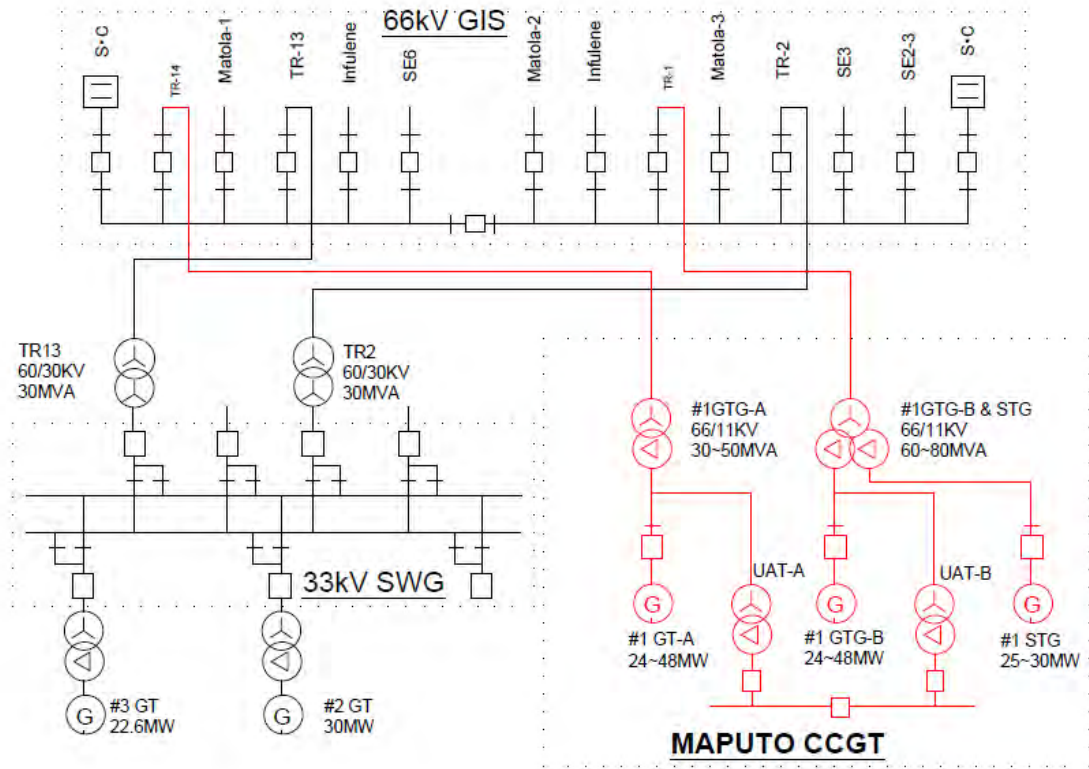 66kV GIS
S•C
TR-14
Matola-1
TR-13
Infulene
SE6
Matola-2
Infulene
TR-1
Matola-3
TR-2
SE3
SE2-3
S•C
TR13
60/30KV
30MVA
TR2
60/30KV
30MVA
#1GTG-A
66/11KV
30~50MVA
#1GTG-B & STG
66/11KV
60~80MVA
33kV SWG
UAT-A
UAT-B
G
G
G
#1 GT-A
24~48MW
#1 GTG-B
24~48MW
#1 STG
25~30MW
G
#3 GT
22.6MW
G
#2 GT
30MW
MAPUTO CCGT